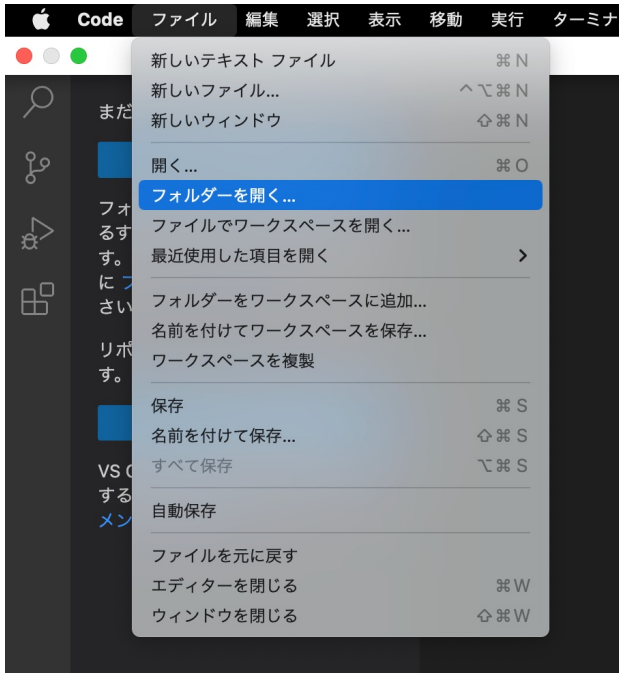 Code ファイル 編集 選択 表示 移動 実行 ターミナ
新しいテキスト ファイル ⌘ N
新しいファイル... ⌃⌥⌘ N
新しいウィンドウ ⇧⌘ N
開く... ⌘ O
フォルダーを開く...
ファイルでワークスペースを開く...
最近使用した項目を開く
フォルダーをワークスペースに追加...
名前を付けてワークスペースを保存...
ワークスペースを複製
保存 ⌘ S
名前を付けて保存... ⇧⌘ S
すべて保存 ⌥⌘ S
自動保存
ファイルを元に戻す
エディターを閉じる ⌘W
ウィンドウを閉じる ⇧⌘W
まだ
フォ
るす
す。
に
さい
リポ
す。
VS
する
メン